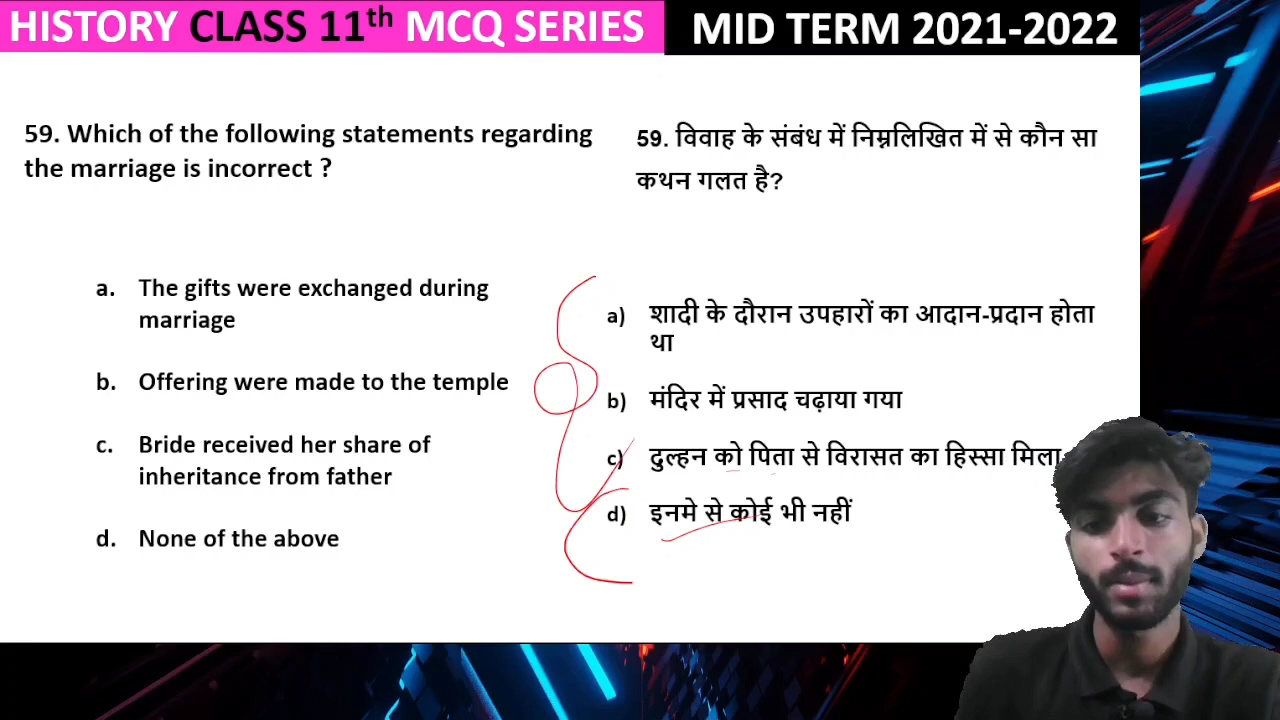 HISTORY CLASS 11th MCQ SERIES
MID TERM 2021-2022
59. Which of the following statements regarding
the marriage is incorrect ?
a. The gifts were exchanged during
marriage
b. Offering were made to the temple
c. Bride received her share of
inheritance from father
d. None of the above
59. विवाह के संबंध में निम्नलिखित में से कौन सा
कथन गलत है?
a) शादी के दौरान उपहारों का आदान-प्रदान होता
था
b) मंदिर में प्रसाद चढ़ाया गया
c) दुल्हन को पिता से विरासत का हिस्सा मिला
d) इनमे से कोई भी नहीं